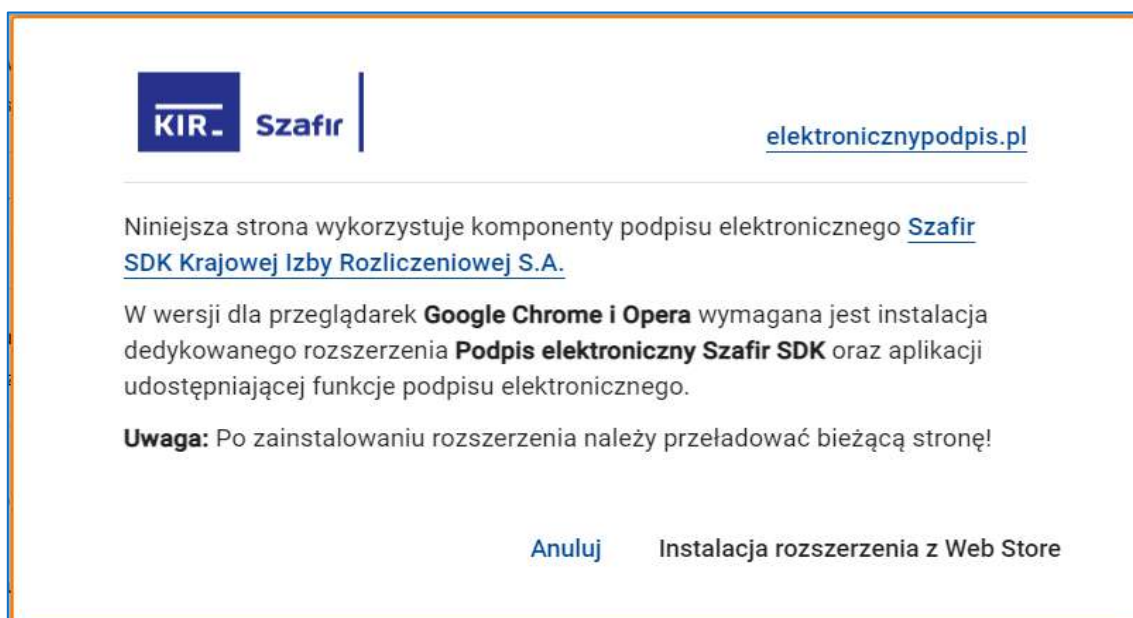 KIR_ Szafir
elektronicznypodpis.pl
Niniejsza strona wykorzystuje komponenty podpisu elektronicznego Szafir
SDK Krajowej Izby Rozliczeniowej S.A.
W wersji dla przeglądarek Google Chrome i Opera wymagana jest instalacja
dedykowanego rozszerzenia Podpis elektroniczny Szafir SDK oraz aplikacji
udostępniającej funkcje podpisu elektronicznego.
Uwaga: Po zainstalowaniu rozszerzenia należy przeładować bieżącą stronę!
Anuluj Instalacja rozszerzenia z Web Store